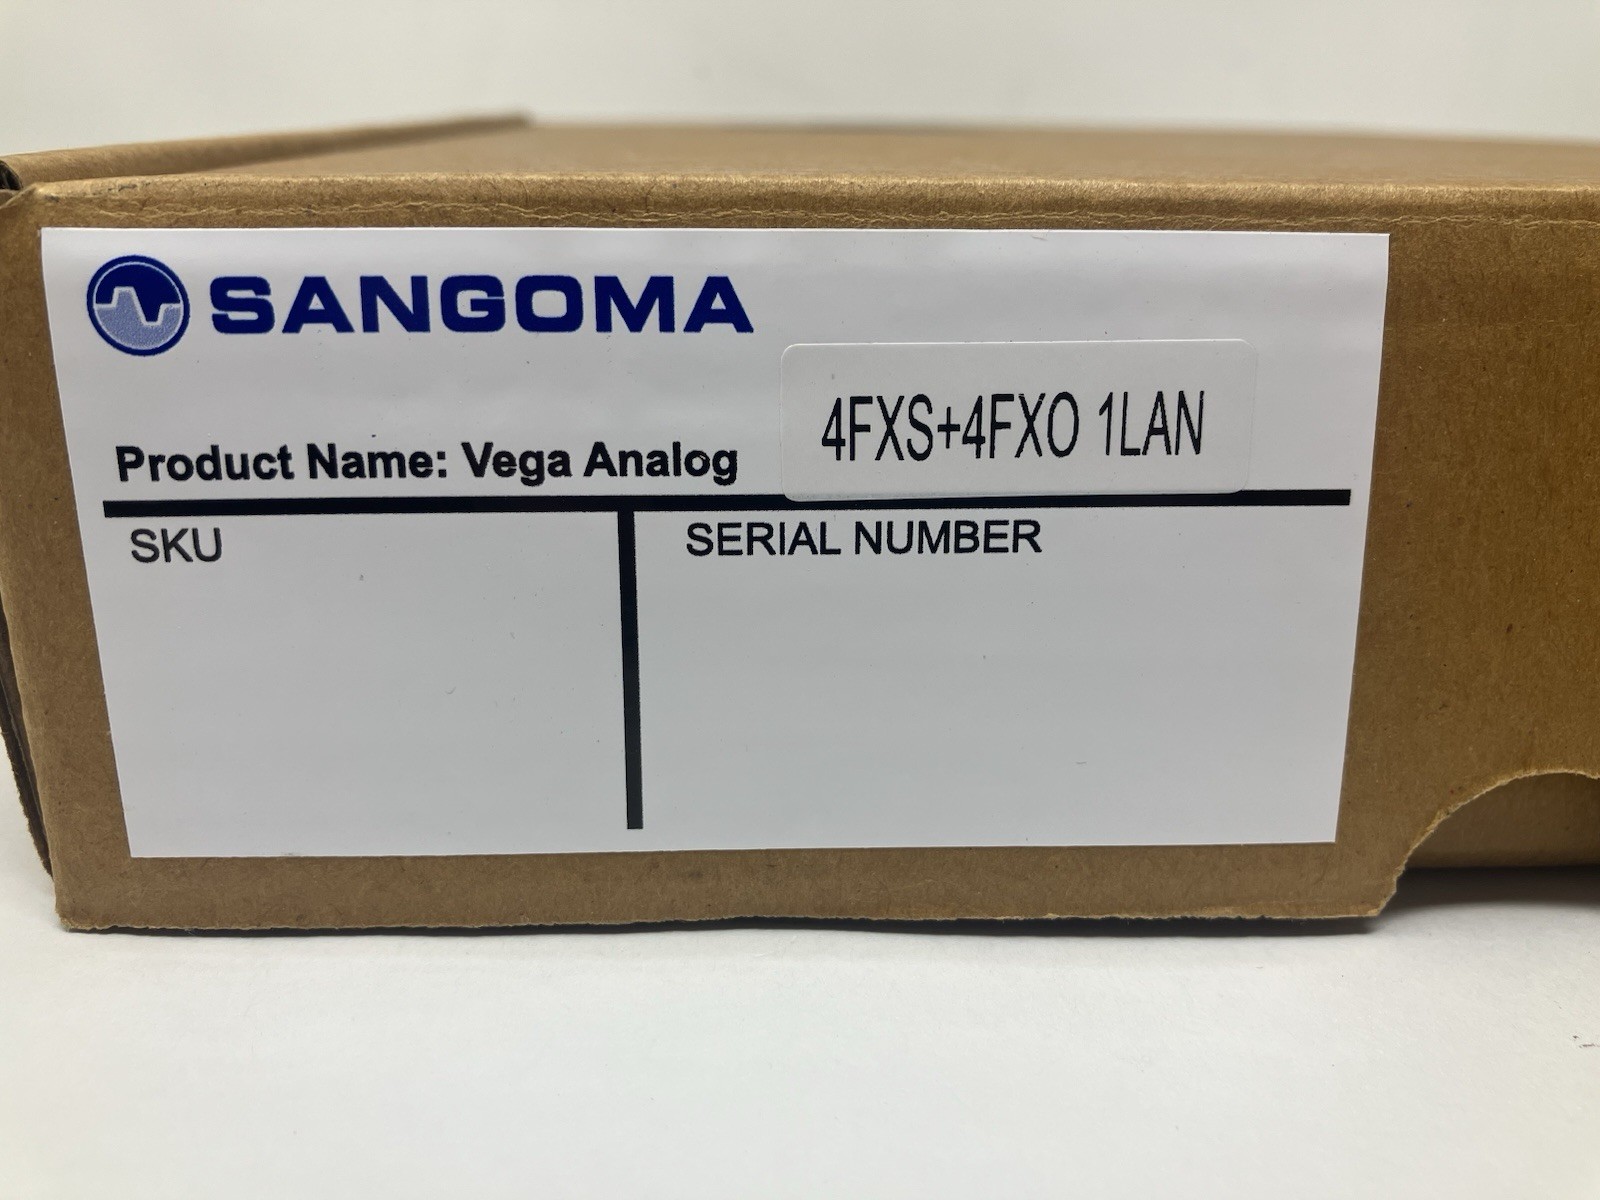 SANGOMA
Product Name: Vega Analog
4FXS+4FXO 1LAN
SKU
SERIAL NUMBER